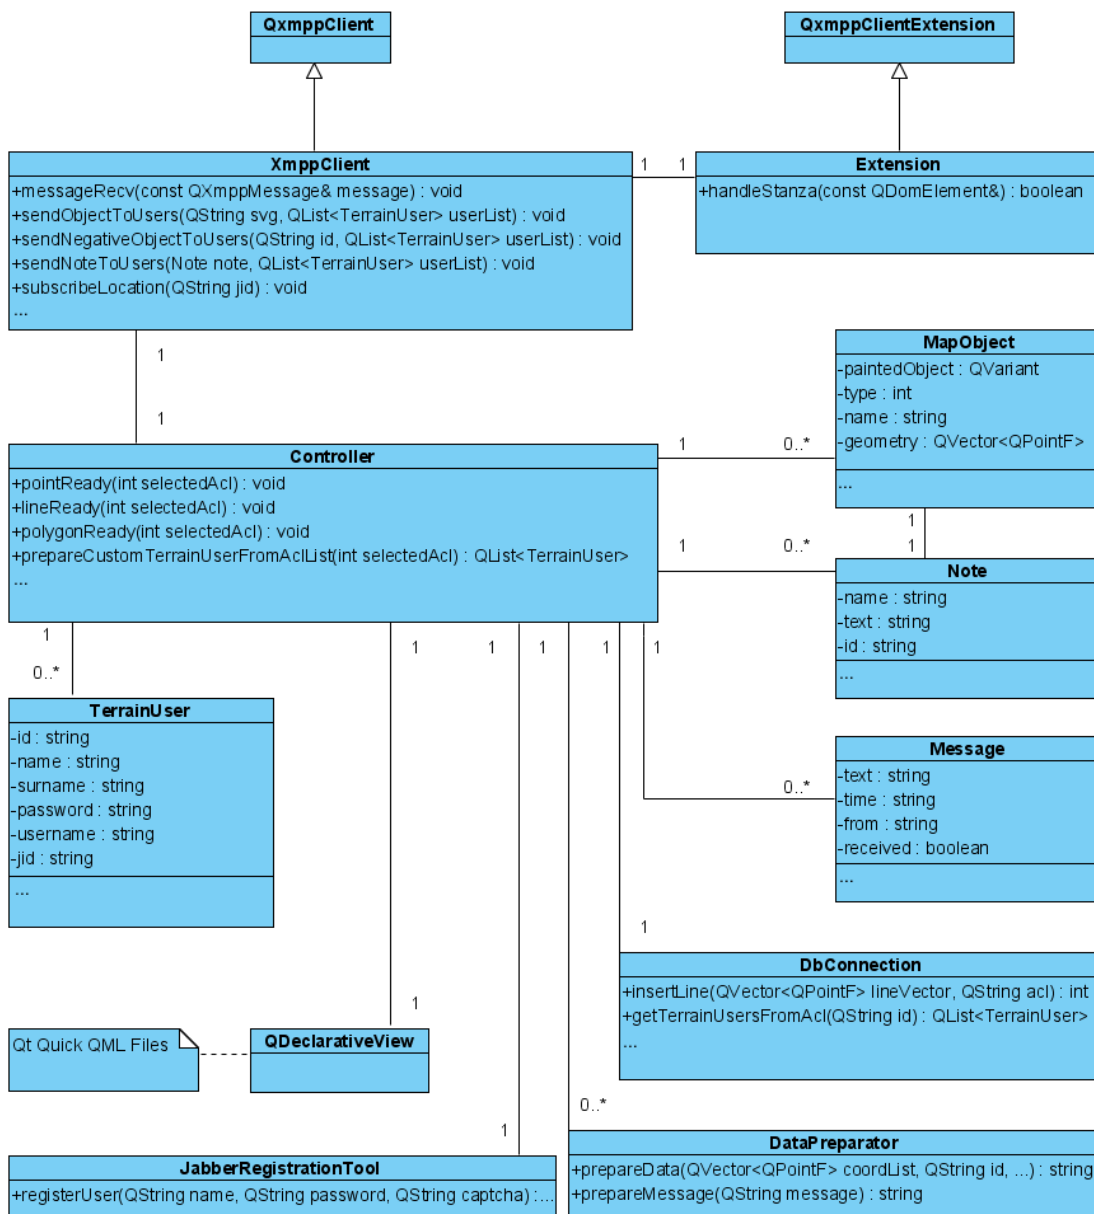 QxmppClient
QxmppClientExtension
XmppClient
+messageRecv(const QXmppMessage& message) : void
+sendObjectToUsers(QString svg, QList<TerrainUser> userList) : void
+sendNegativeObjectToUsers(QString id, QList<TerrainUser> userList) : void
+sendNoteToUsers(Note note, QList<TerrainUser> userList) : void
+subscribeLocation(QString jid) : void
...
1 1
Extension
+handleStanza(const QDomElement&) : boolean
1
1
MapObject
-paintedObject : QVariant
-type : int
-name : string
-geometry : QVector<QPointF>
...
Controller
+pointReady(int selectedAcl) : void
+lineReady(int selectedAcl) : void
+polygonReady(int selectedAcl) : void
+prepareCustomTerrainUserFromAclList(int selectedAcl) : QList<TerrainUser>
...
1 0..*
1
1 0..* 1
Note
-name : string
-text : string
-id : string
...
1
0..*
1 1 1 1 1
TerrainUser
-id : string
-name : string
-surname : string
-password : string
-username : string
-jid : string
...
Message
-text : string
-time : string
-from : string
-received : boolean
...
0..*
1
DbConnection
+insertLine(QVector<QPointF> lineVector, QString acl) : int
+getTerrainUsersFromAcl(QString id) : QList<TerrainUser>
...
1
Qt Quick QML Files
QDeclarativeView
0..*
1
JabberRegistrationTool
+registerUser(QString name, QString password, QString captcha) :...
DataPreparator
+prepareData(QVector<QPointF> coordList, QString id, ...) : string
+prepareMessage(QString message) : string